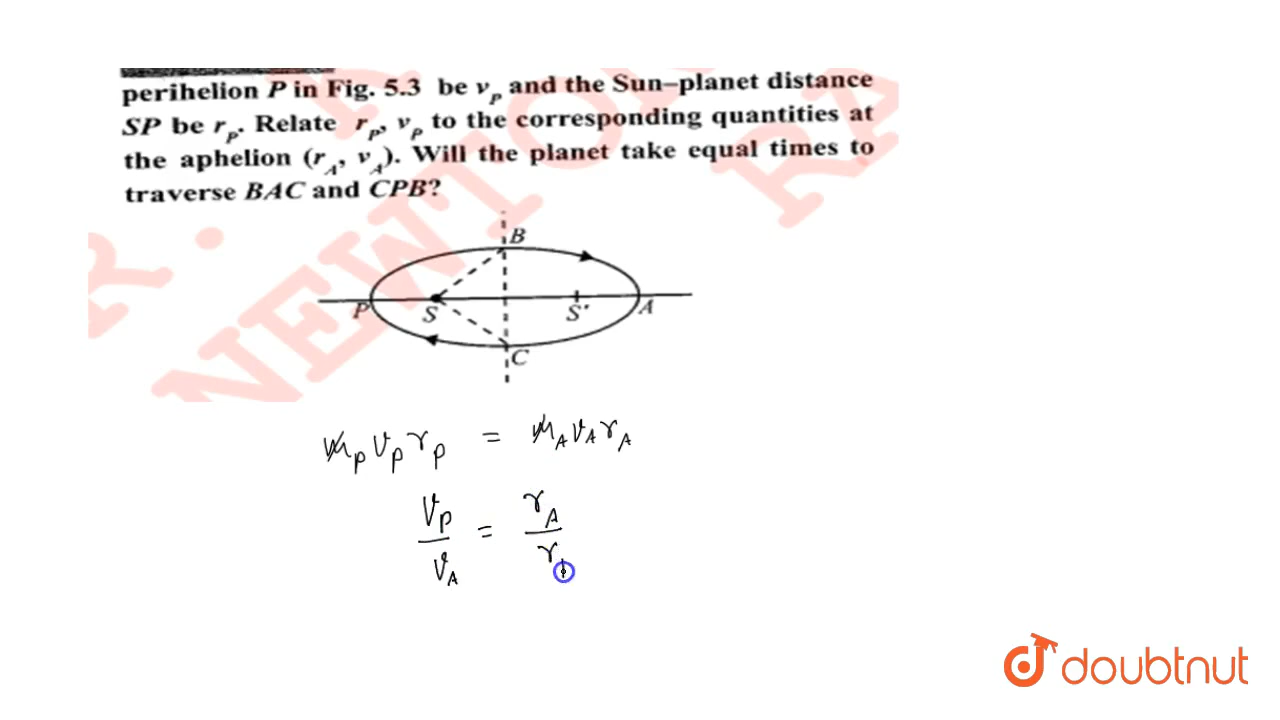 perihelion P in Fig. 5.3 be v_P and the Sun–planet distance
SP be r_P. Relate r_P, v_P to the corresponding quantities at
the aphelion (r_A, v_A). Will the planet take equal times to
traverse BAC and CPB?
B
P S S' A
C
m_P v_P r_P = m_A v_A r_A
v_P / v_A = r_A / r
doubtnut